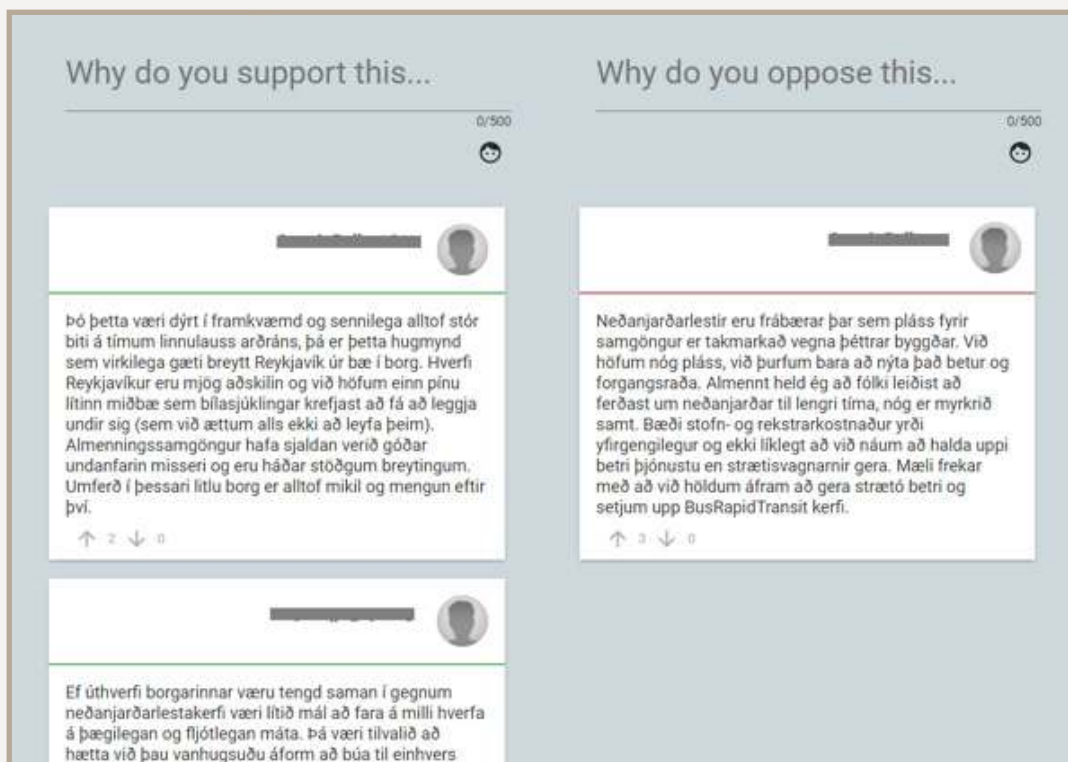 Why do you support this...
0/500
Þó þetta væri dýrt í framkvæmd og sennilega alltof stór
biti á tímum linnulauss arðráns, þá er þetta hugmynd
sem virkilega gæti breytt Reykjavík úr bæ í borg. Hverfi
Reykjavíkur eru mjög aðskilin og við höfum einn pínu
lítinn miðbæ sem bílasjúklingar krefjast að fá að leggja
undir sig (sem við ættum alls ekki að leyfa þeim).
Almenningssamgöngur hafa sjaldan verið góðar
undanfarin misseri og eru háðar stöðgum breytingum.
Umferð í þessari litlu borg er alltof mikil og mengun eftir
því.
2 0
Ef úthverfi borgarinnar væru tengd saman í gegnum
neðanjarðarlestakerfi væri lítið mál að fara á milli hverfa
á þægilegan og fljótlegan máta. Þá væri tilvalið að
hætta við þau vanhugsuðu áform að búa til einhvers
Why do you oppose this...
0/500
Neðanjarðarlestir eru frábærar þar sem pláss fyrir
samgöngur er takmarkað vegna þéttrar byggðar. Við
höfum nóg pláss, við þurfum bara að nýta það betur og
forgangsraða. Almennt held ég að fólki leiðist að
ferðast um neðanjarðar til lengri tíma, nóg er myrkrið
samt. Bæði stofn- og rekstrarkostnaður yrði
yfirgengilegur og ekki líklegt að við náum að halda uppi
betri þjónustu en strætisvagnarnir gera. Mæli frekar
með að við höldum áfram að gera strætó betri og
setjum upp BusRapidTransit kerfi.
3 0